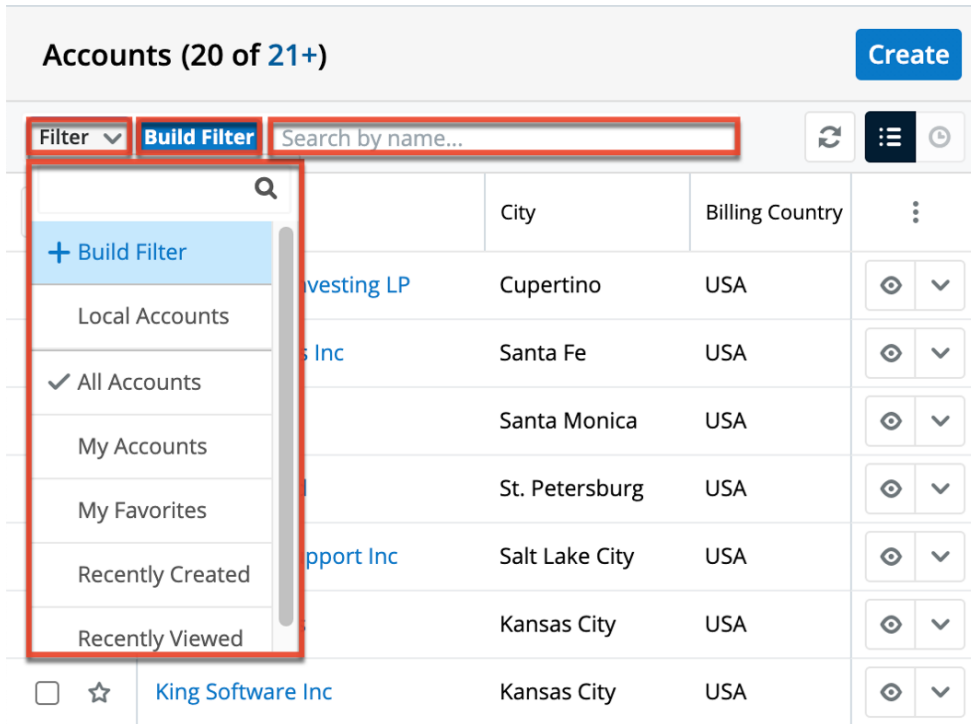 Accounts (20 of 21+)
Create
Filter
Build Filter
Search by name...
City
Billing Country
Build Filter
Local Accounts
All Accounts
My Accounts
My Favorites
Recently Created
Recently Viewed
Cupertino USA
Inc Santa Fe USA
Santa Monica USA
St. Petersburg USA
Inc Salt Lake City USA
Kansas City USA
King Software Inc Kansas City USA
LP